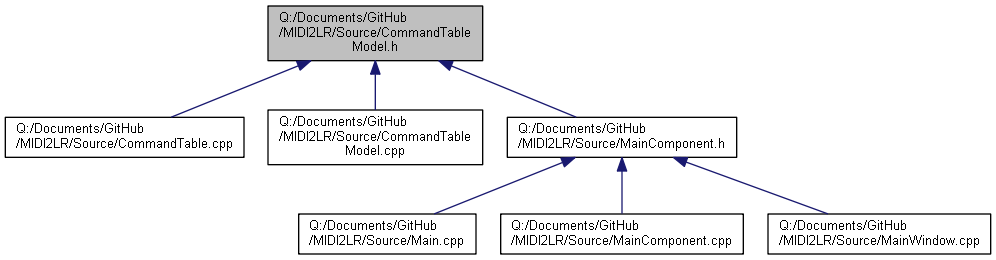 Q:/Documents/GitHub
/MIDI2LR/Source/CommandTable
Model.h
Q:/Documents/GitHub
/MIDI2LR/Source/CommandTable.cpp
Q:/Documents/GitHub
/MIDI2LR/Source/CommandTable
Model.cpp
Q:/Documents/GitHub
/MIDI2LR/Source/MainComponent.h
Q:/Documents/GitHub
/MIDI2LR/Source/Main.cpp
Q:/Documents/GitHub
/MIDI2LR/Source/MainComponent.cpp
Q:/Documents/GitHub
/MIDI2LR/Source/MainWindow.cpp